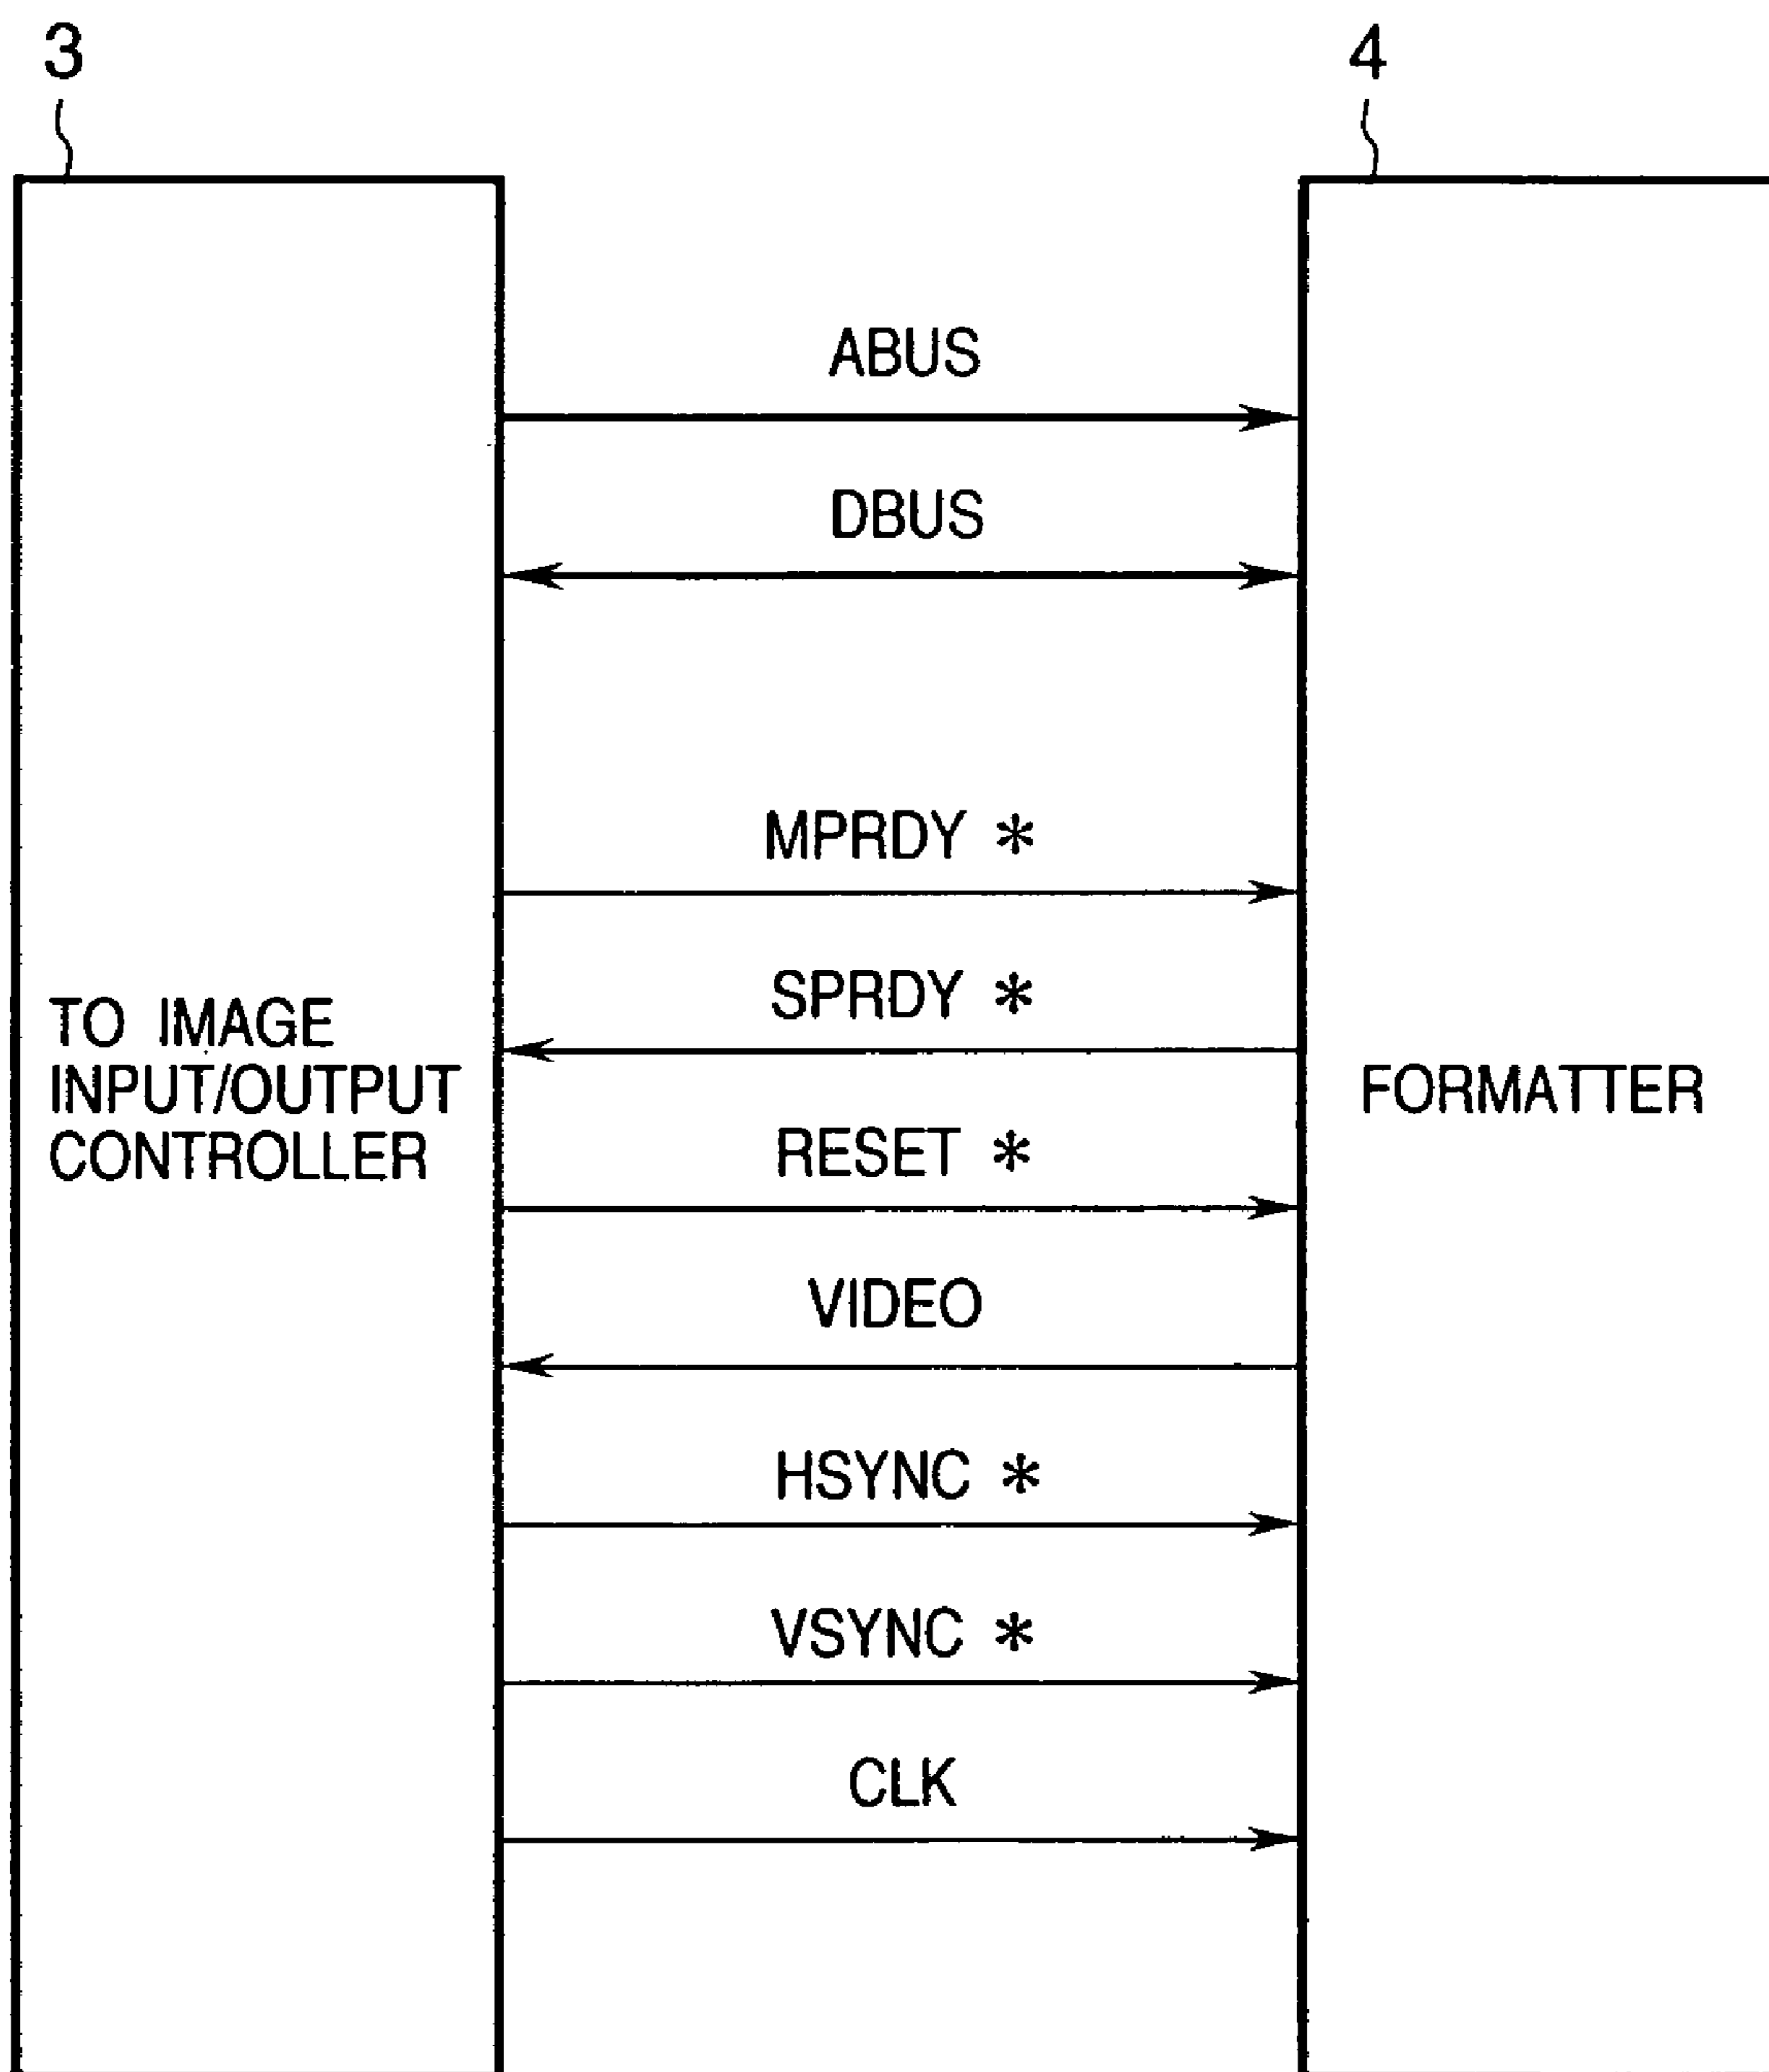 3
4
ABUS
DBUS
MPRDY *
SPRDY *
TO IMAGE
INPUT/OUTPUT
CONTROLLER
FORMATTER
RESET *
VIDEO
HSYNC *
VSYNC *
CLK